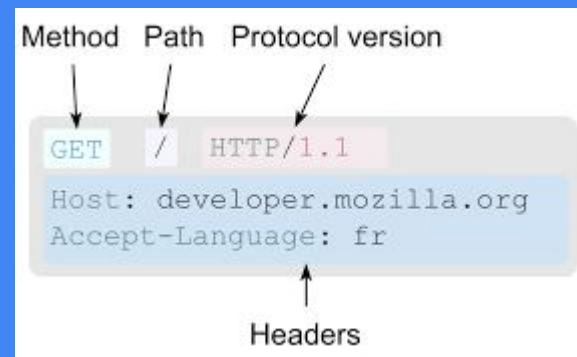 Method Path Protocol version
GET / HTTP/1.1
Host: developer.mozilla.org
Accept-Language: fr
Headers